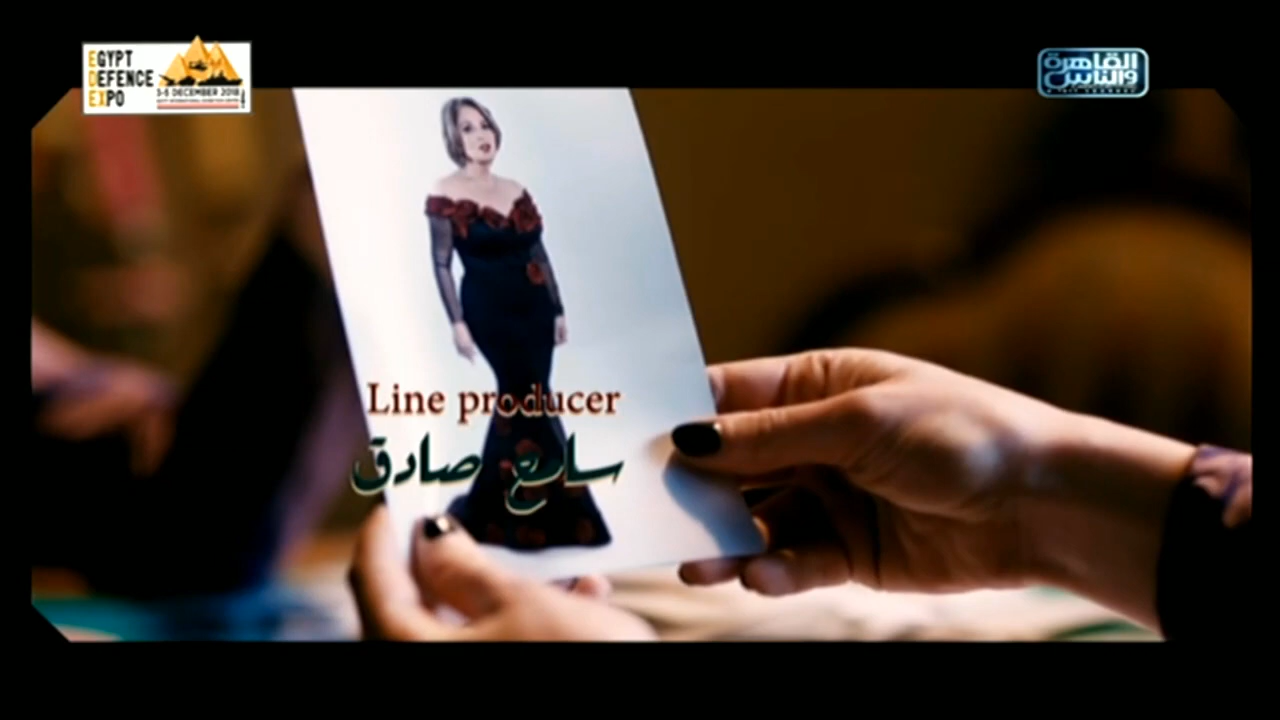 EGYPT
DEFENCE
EXPO
3-5 DECEMBER 2018
القاهرة
والناس
Line producer
سامح صادق